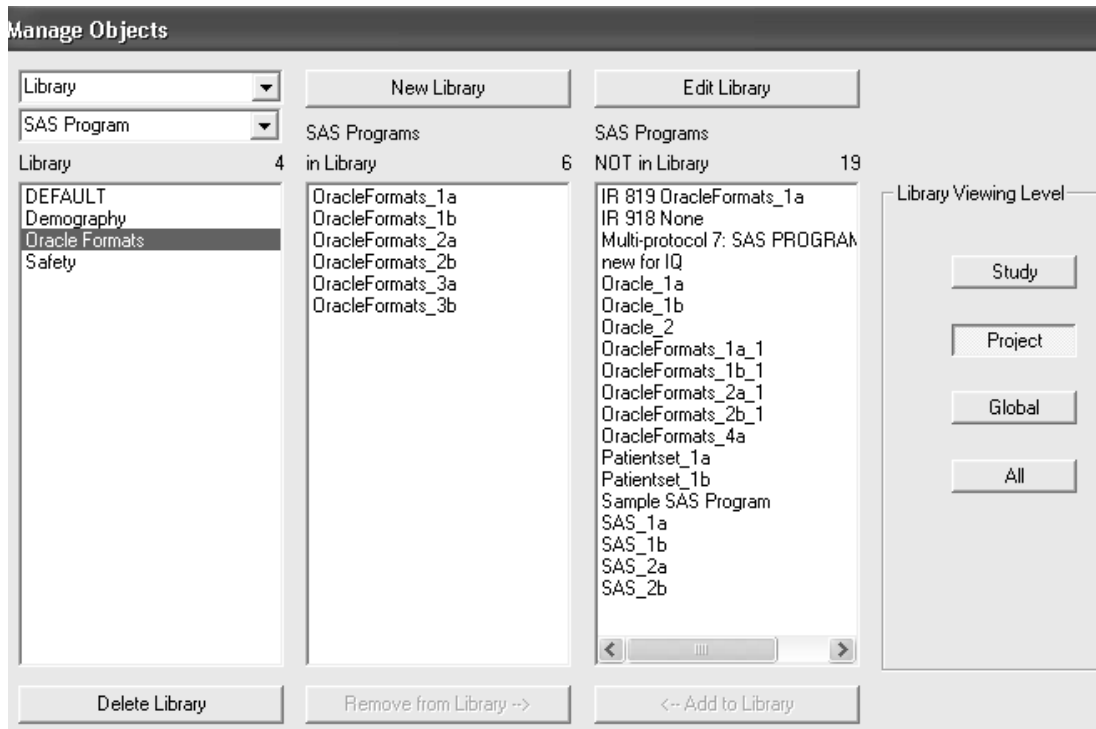 Manage Objects
Library
New Library
Edit Library
SAS Program
SAS Programs
SAS Programs
Library 4
in Library 6
NOT in Library 19
DEFAULT
Demography
Oracle Formats
Safety
OracleFormats_1a
OracleFormats_1b
OracleFormats_2a
OracleFormats_2b
OracleFormats_3a
OracleFormats_3b
IR 819 OracleFormats_1a
IR 918 None
Multi-protocol 7: SAS PROGRAM
new for IQ
Oracle_1a
Oracle_1b
Oracle_2
OracleFormats_1a_1
OracleFormats_1b_1
OracleFormats_2a_1
OracleFormats_2b_1
OracleFormats_4a
Patientset_1a
Patientset_1b
Sample SAS Program
SAS_1a
SAS_1b
SAS_2a
SAS_2b
Library Viewing Level
Study
Project
Global
All
Delete Library
Remove from Library -->
<-- Add to Library